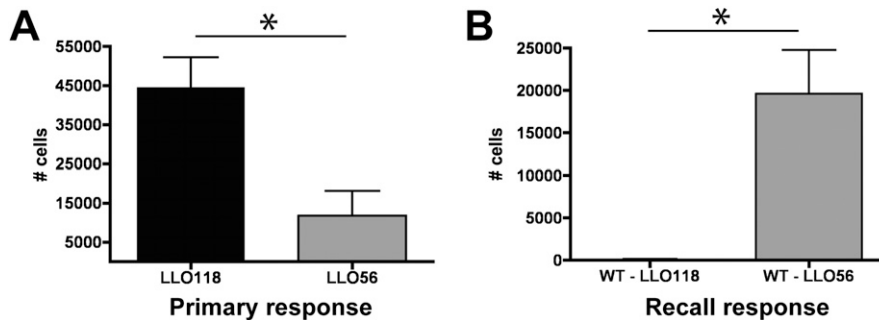 A
*
55000
45000
35000
25000
15000
5000
# cells
LLO118 LLO56
Primary response
B
*
25000
20000
15000
10000
5000
0
# cells
WT - LLO118 WT - LLO56
Recall response